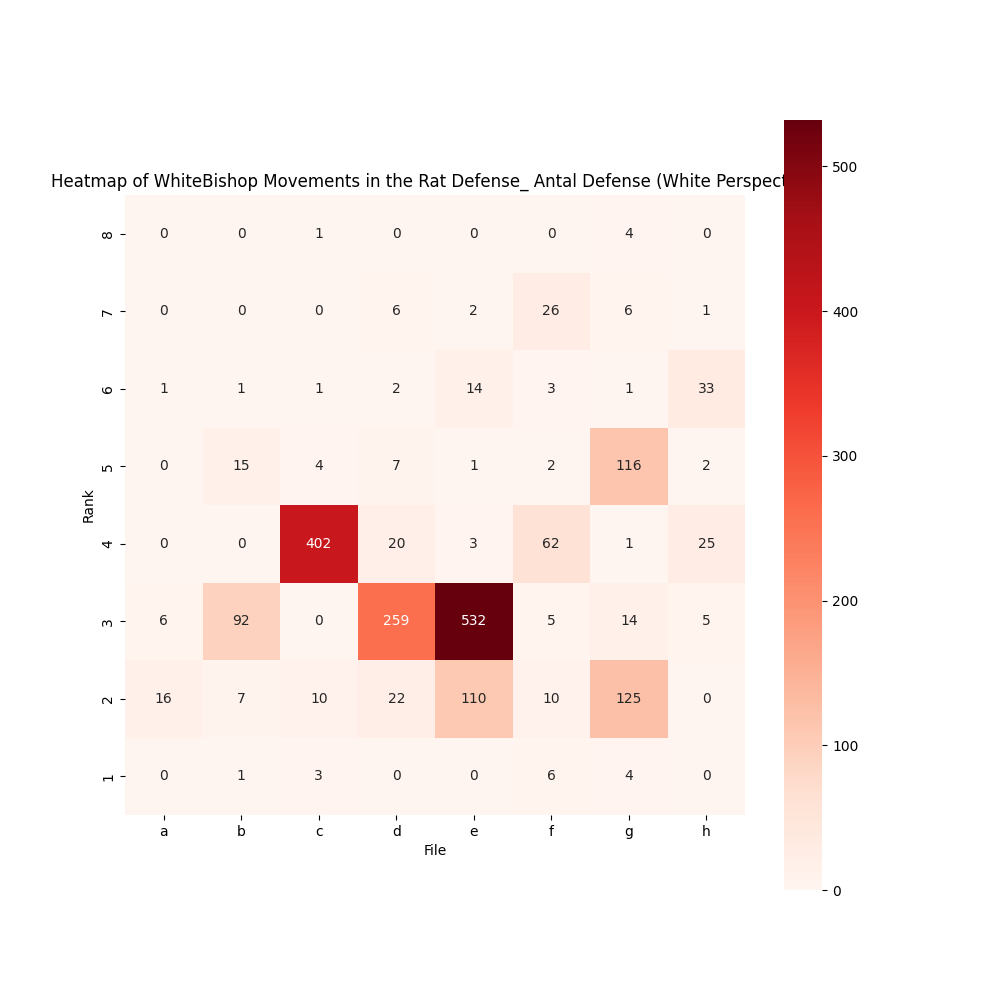 Heatmap of WhiteBishop Movements in the Rat Defense_ Antal Defense (White Perspect
500
400
300
200
100
0
Rank
8 0 0 1 0 0 0 4 0
7 0 0 0 6 2 26 6 1
6 1 1 1 2 14 3 1 33
5 0 15 4 7 1 2 116 2
4 0 0 402 20 3 62 1 25
3 6 92 0 259 532 5 14 5
2 16 7 10 22 110 10 125 0
1 0 1 3 0 0 6 4 0
a b c d e f g h
File